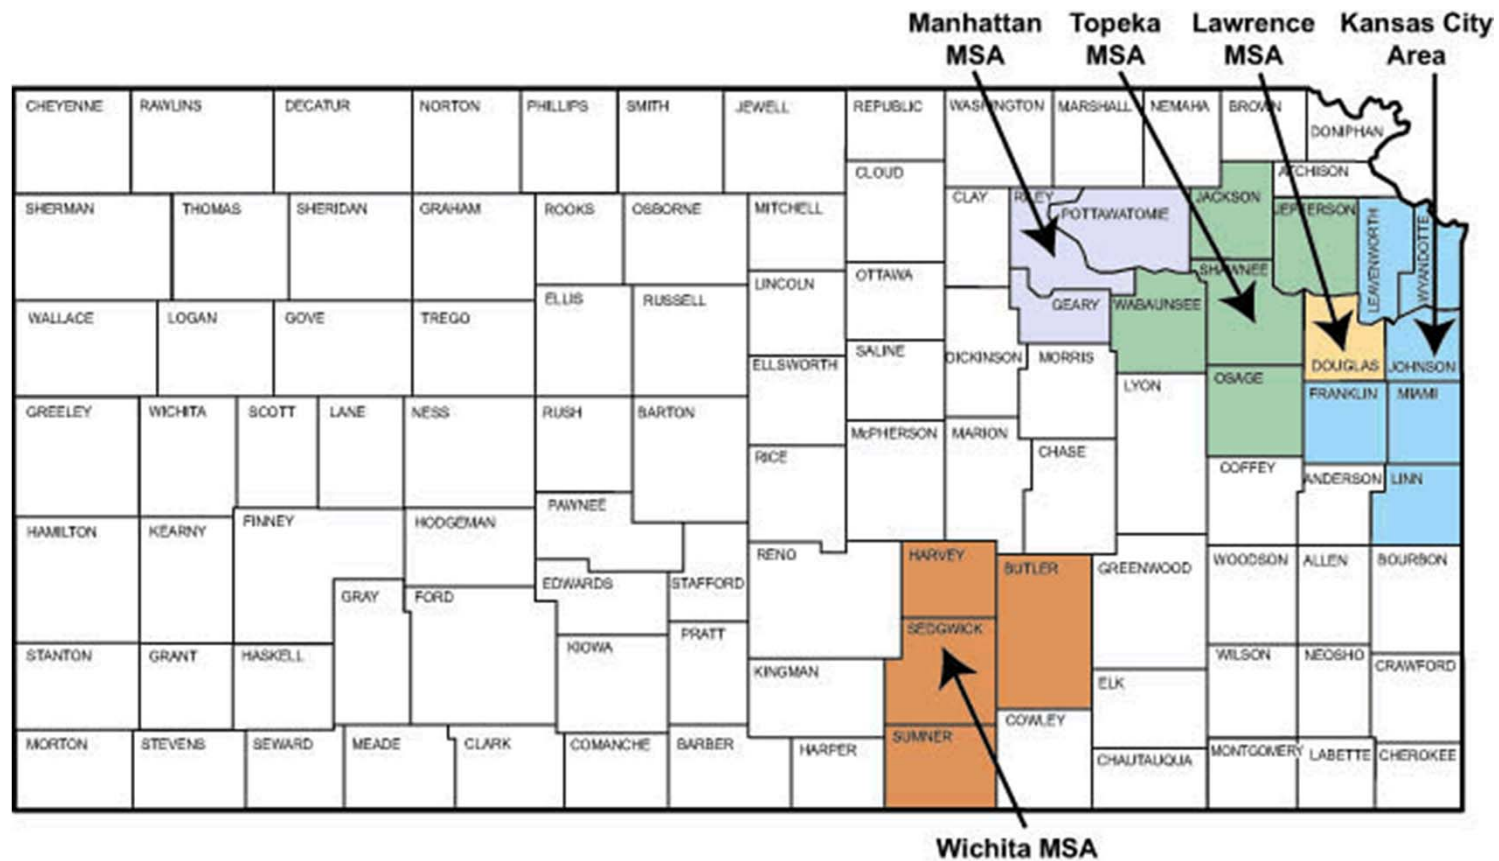 Manhattan MSA
Topeka MSA
Lawrence MSA
Kansas City Area
CHEYENNE
RAWLINS
DECATUR
NORTON
PHILLIPS
SMITH
JEWELL
REPUBLIC
WASHINGTON
MARSHALL
NEMAHA
BROWN
DONIPHAN
ATCHISON
CLOUD
SHERMAN
THOMAS
SHERIDAN
GRAHAM
ROOKS
OSBORNE
MITCHELL
CLAY
RILEY
POTTAWATOMIE
JACKSON
JEFFERSON
LEAVENWORTH
WYANDOTTE
LINCOLN
OTTAWA
SHAWNEE
WALLACE
LOGAN
GOVE
TREGO
ELLIS
RUSSELL
GEARY
WABAUNSEE
ELLSWORTH
SALINE
DICKINSON
MORRIS
DOUGLAS
JOHNSON
LYON
OSAGE
FRANKLIN
MIAMI
GREELEY
WICHITA
SCOTT
LANE
NESS
RUSH
BARTON
McPHERSON
MARION
RICE
CHASE
COFFEY
ANDERSON
LINN
HAMILTON
KEARNY
FINNEY
HODGEMAN
PAWNEE
RENO
HARVEY
BUTLER
GREENWOOD
WOODSON
ALLEN
BOURBON
GRAY
FORD
EDWARDS
STAFFORD
SEDGWICK
PRATT
KIOWA
STANTON
GRANT
HASKELL
KINGMAN
ELK
WILSON
NEOSHO
CRAWFORD
MORTON
STEVENS
SEWARD
MEADE
CLARK
COMANCHE
BARBER
HARPER
SUMNER
COWLEY
CHAUTAUQUA
MONTGOMERY
LABETTE
CHEROKEE
Wichita MSA